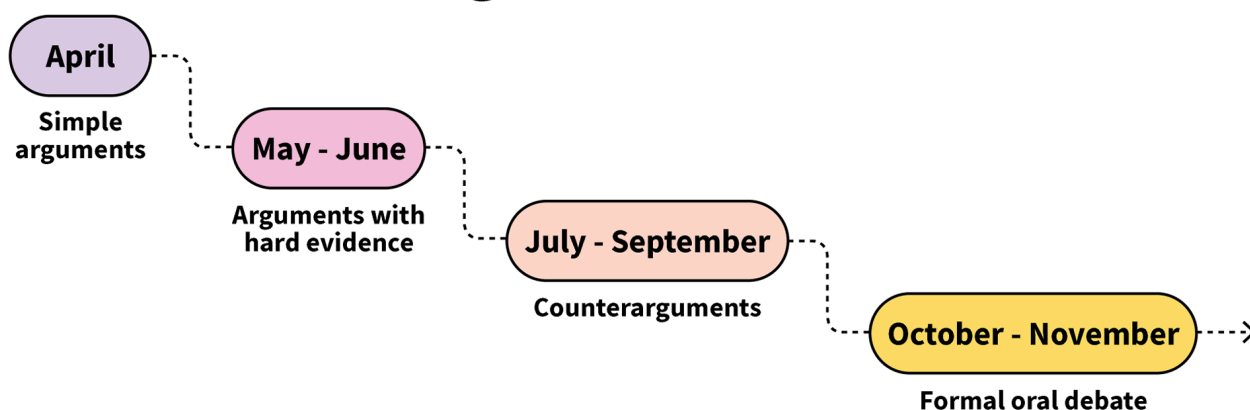 April
Simple
arguments
May - June
Arguments with
hard evidence
July - September
Counterarguments
October - November
Formal oral debate